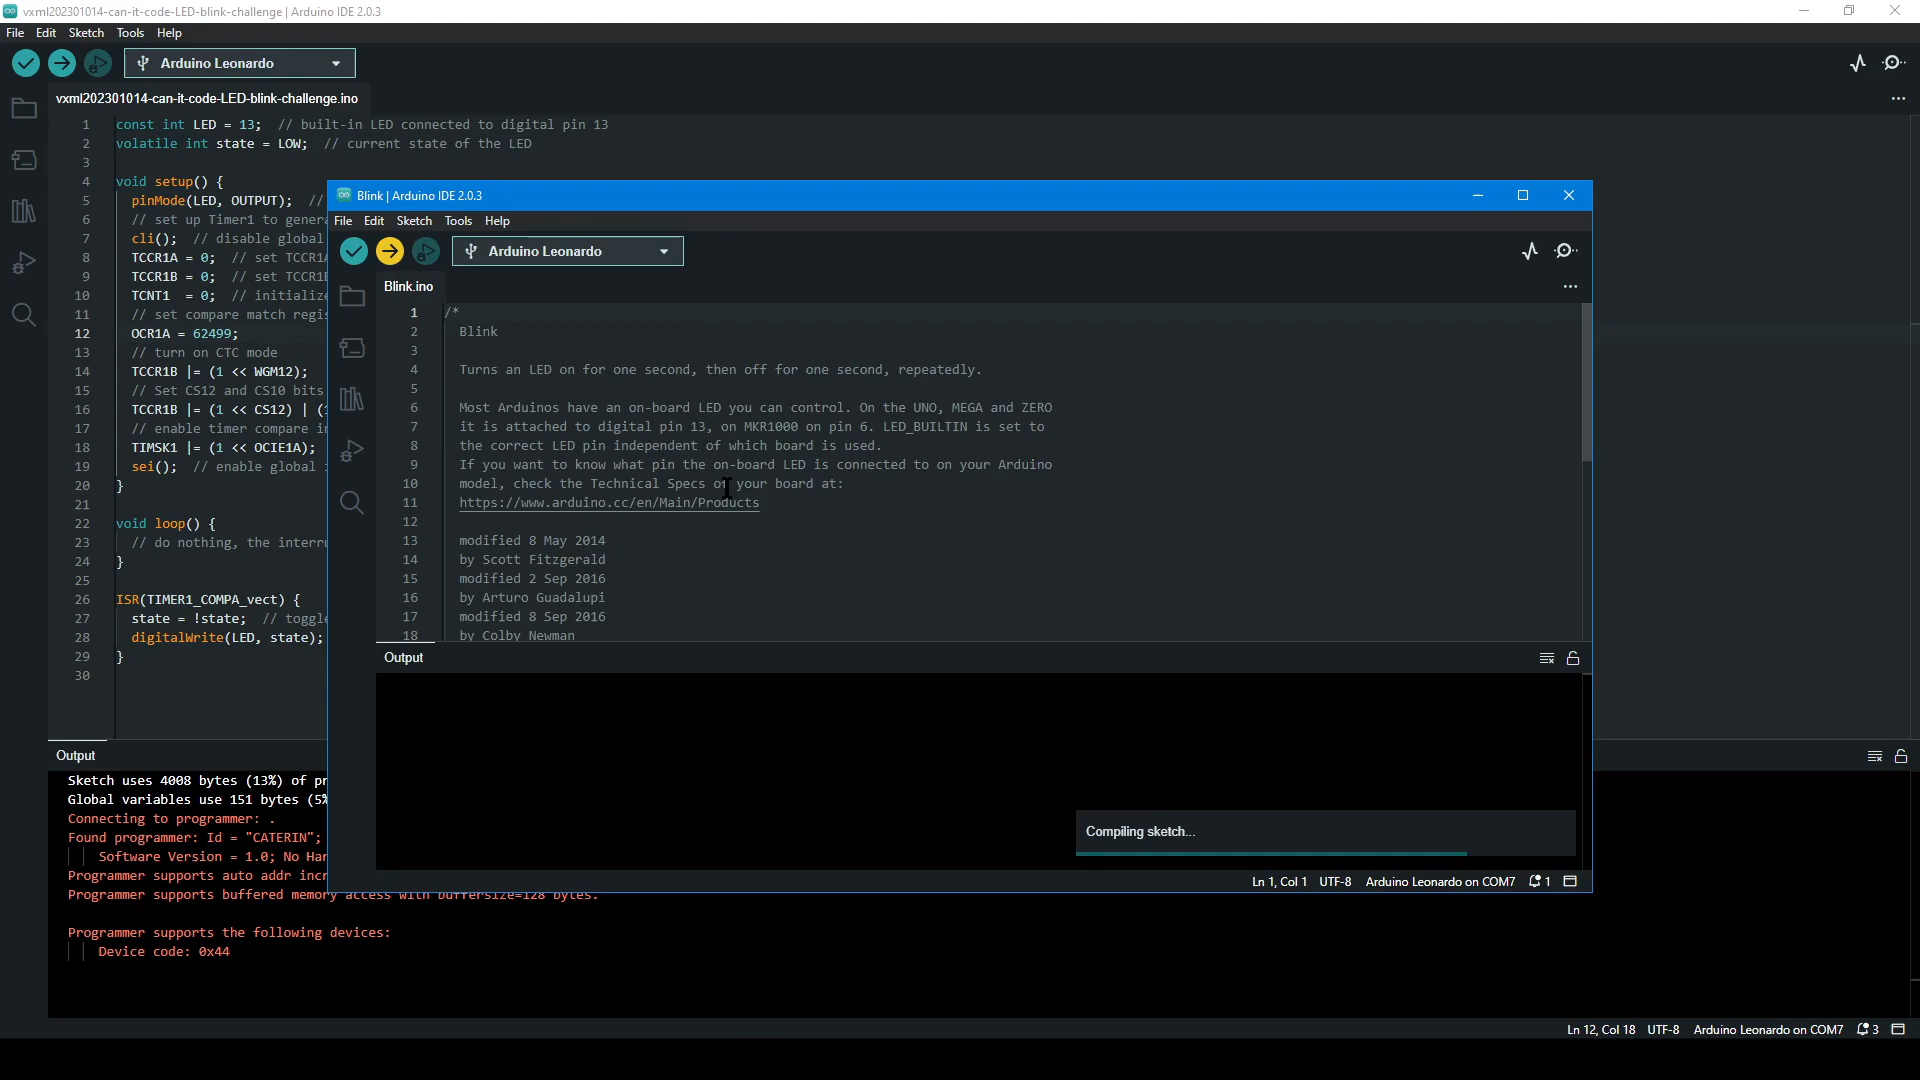 vxml202301014-can-it-code-LED-blink-challenge | Arduino IDE 2.0.3
File Edit Sketch Tools Help
Arduino Leonardo
vxml202301014-can-it-code-LED-blink-challenge.ino
1 const int LED = 13; // built-in LED connected to digital pin 13
2 volatile int state = LOW; // current state of the LED
3
4 void setup() {
5 pinMode(LED, OUTPUT); //
6 // set up Timer1 to genera
7 cli(); // disable global
8 TCCR1A = 0; // set TCCR1A
9 TCCR1B = 0; // set TCCR1B
10 TCNT1 = 0; // initialize
11 // set compare match regis
12 OCR1A = 62499;
13 // turn on CTC mode
14 TCCR1B |= (1 << WGM12);
15 // Set CS12 and CS10 bits
16 TCCR1B |= (1 << CS12) | (1
17 // enable timer compare in
18 TIMSK1 |= (1 << OCIE1A);
19 sei(); // enable global i
20 }
21
22 void loop() {
23 // do nothing, the interru
24 }
25
26 ISR(TIMER1_COMPA_vect) {
27 state = !state; // toggle
28 digitalWrite(LED, state);
29 }
30
Output
Sketch uses 4008 bytes (13%) of pr
Global variables use 151 bytes (5%
Connecting to programmer: .
Found programmer: Id = "CATERIN";
Software Version = 1.0; No Har
Programmer supports auto addr incr
Programmer supports buffered memory access with buffersize=128 bytes.
Programmer supports the following devices:
Device code: 0x44
Ln 12, Col 18 UTF-8 Arduino Leonardo on COM7 3
Blink | Arduino IDE 2.0.3
File Edit Sketch Tools Help
Arduino Leonardo
Blink.ino
1 /*
2 Blink
3
4 Turns an LED on for one second, then off for one second, repeatedly.
5
6 Most Arduinos have an on-board LED you can control. On the UNO, MEGA and ZERO
7 it is attached to digital pin 13, on MKR1000 on pin 6. LED_BUILTIN is set to
8 the correct LED pin independent of which board is used.
9 If you want to know what pin the on-board LED is connected to on your Arduino
10 model, check the Technical Specs of your board at:
11 https://www.arduino.cc/en/Main/Products
12
13 modified 8 May 2014
14 by Scott Fitzgerald
15 modified 2 Sep 2016
16 by Arturo Guadalupi
17 modified 8 Sep 2016
18 by Colby Newman
Output
Compiling sketch...
Ln 1, Col 1 UTF-8 Arduino Leonardo on COM7 1